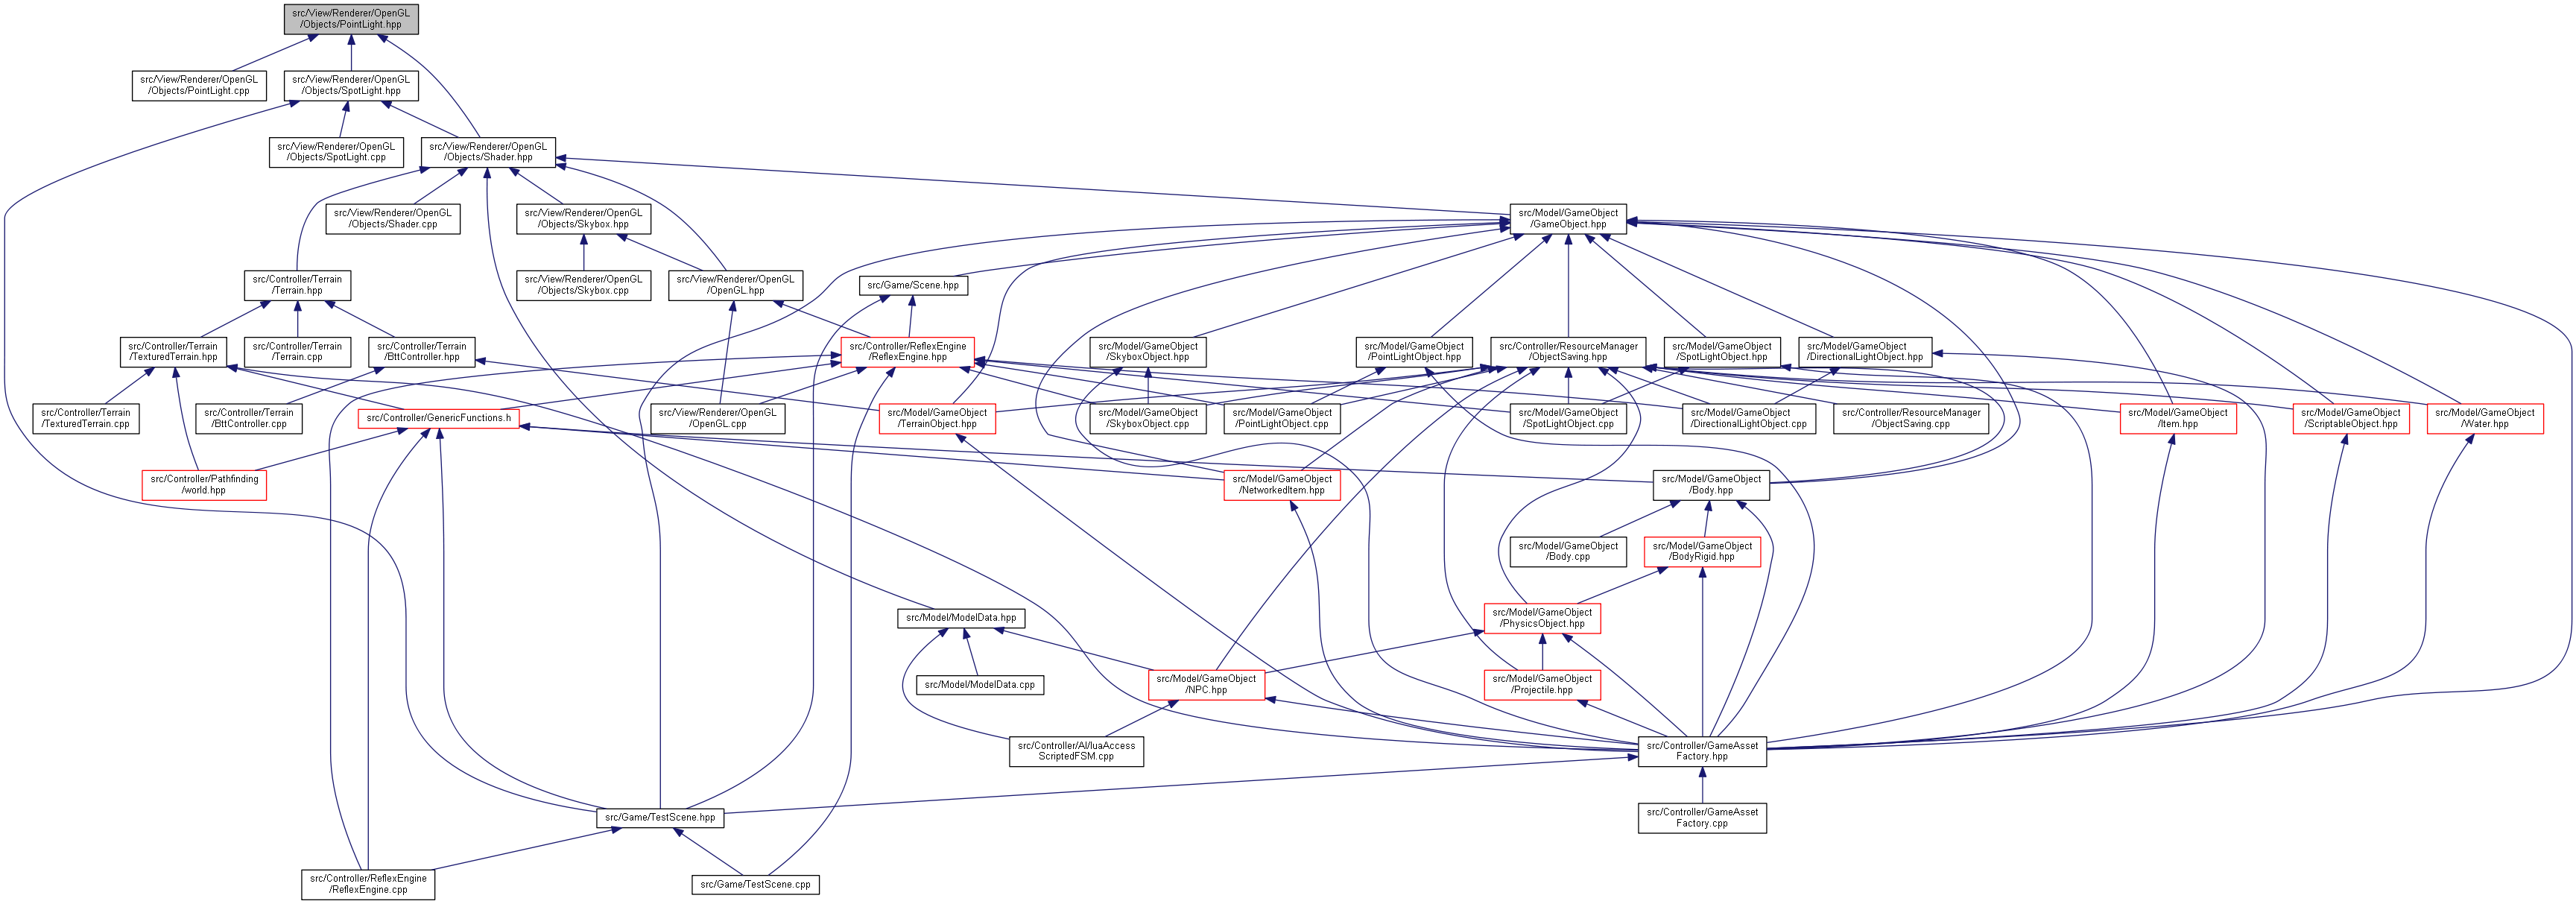 src/View/Renderer/OpenGL
/Objects/PointLight.hpp
src/View/Renderer/OpenGL
/Objects/PointLight.cpp
src/View/Renderer/OpenGL
/Objects/SpotLight.hpp
src/View/Renderer/OpenGL
/Objects/SpotLight.cpp
src/View/Renderer/OpenGL
/Objects/Shader.hpp
src/View/Renderer/OpenGL
/Objects/Shader.cpp
src/View/Renderer/OpenGL
/Objects/Skybox.hpp
src/Model/GameObject
/GameObject.hpp
src/Controller/Terrain
/Terrain.hpp
src/View/Renderer/OpenGL
/Objects/Skybox.cpp
src/View/Renderer/OpenGL
/OpenGL.hpp
src/Game/Scene.hpp
src/Controller/Terrain
/TexturedTerrain.hpp
src/Controller/Terrain
/Terrain.cpp
src/Controller/Terrain
/BttController.hpp
src/Controller/ReflexEngine
/ReflexEngine.hpp
src/Model/GameObject
/SkyboxObject.hpp
src/Model/GameObject
/PointLightObject.hpp
src/Controller/ResourceManager
/ObjectSaving.hpp
src/Model/GameObject
/SpotLightObject.hpp
src/Model/GameObject
/DirectionalLightObject.hpp
src/Controller/Terrain
/TexturedTerrain.cpp
src/Controller/Terrain
/BttController.cpp
src/Controller/GenericFunctions.h
src/View/Renderer/OpenGL
/OpenGL.cpp
src/Model/GameObject
/TerrainObject.hpp
src/Model/GameObject
/SkyboxObject.cpp
src/Model/GameObject
/PointLightObject.cpp
src/Model/GameObject
/SpotLightObject.cpp
src/Model/GameObject
/DirectionalLightObject.cpp
src/Controller/ResourceManager
/ObjectSaving.cpp
src/Model/GameObject
/Item.hpp
src/Model/GameObject
/ScriptableObject.hpp
src/Model/GameObject
/Water.hpp
src/Controller/Pathfinding
/world.hpp
src/Model/GameObject
/NetworkedItem.hpp
src/Model/GameObject
/Body.hpp
src/Model/GameObject
/Body.cpp
src/Model/GameObject
/BodyRigid.hpp
src/Model/ModelData.hpp
src/Model/GameObject
/PhysicsObject.hpp
src/Model/ModelData.cpp
src/Model/GameObject
/NPC.hpp
src/Model/GameObject
/Projectile.hpp
src/Controller/AI/luaAccess
ScriptedFSM.cpp
src/Controller/GameAsset
Factory.hpp
src/Game/TestScene.hpp
src/Controller/GameAsset
Factory.cpp
src/Controller/ReflexEngine
/ReflexEngine.cpp
src/Game/TestScene.cpp